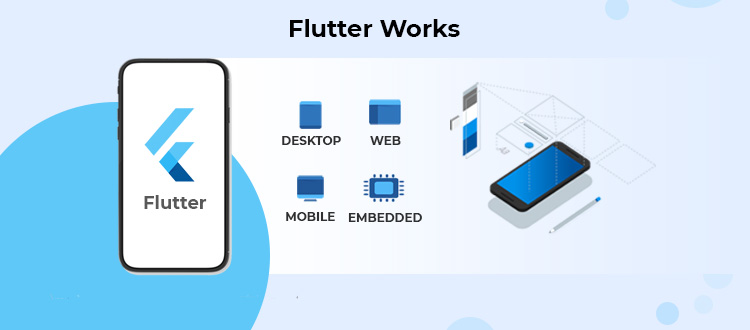 Flutter Works
Flutter
DESKTOP
WEB
MOBILE
EMBEDDED